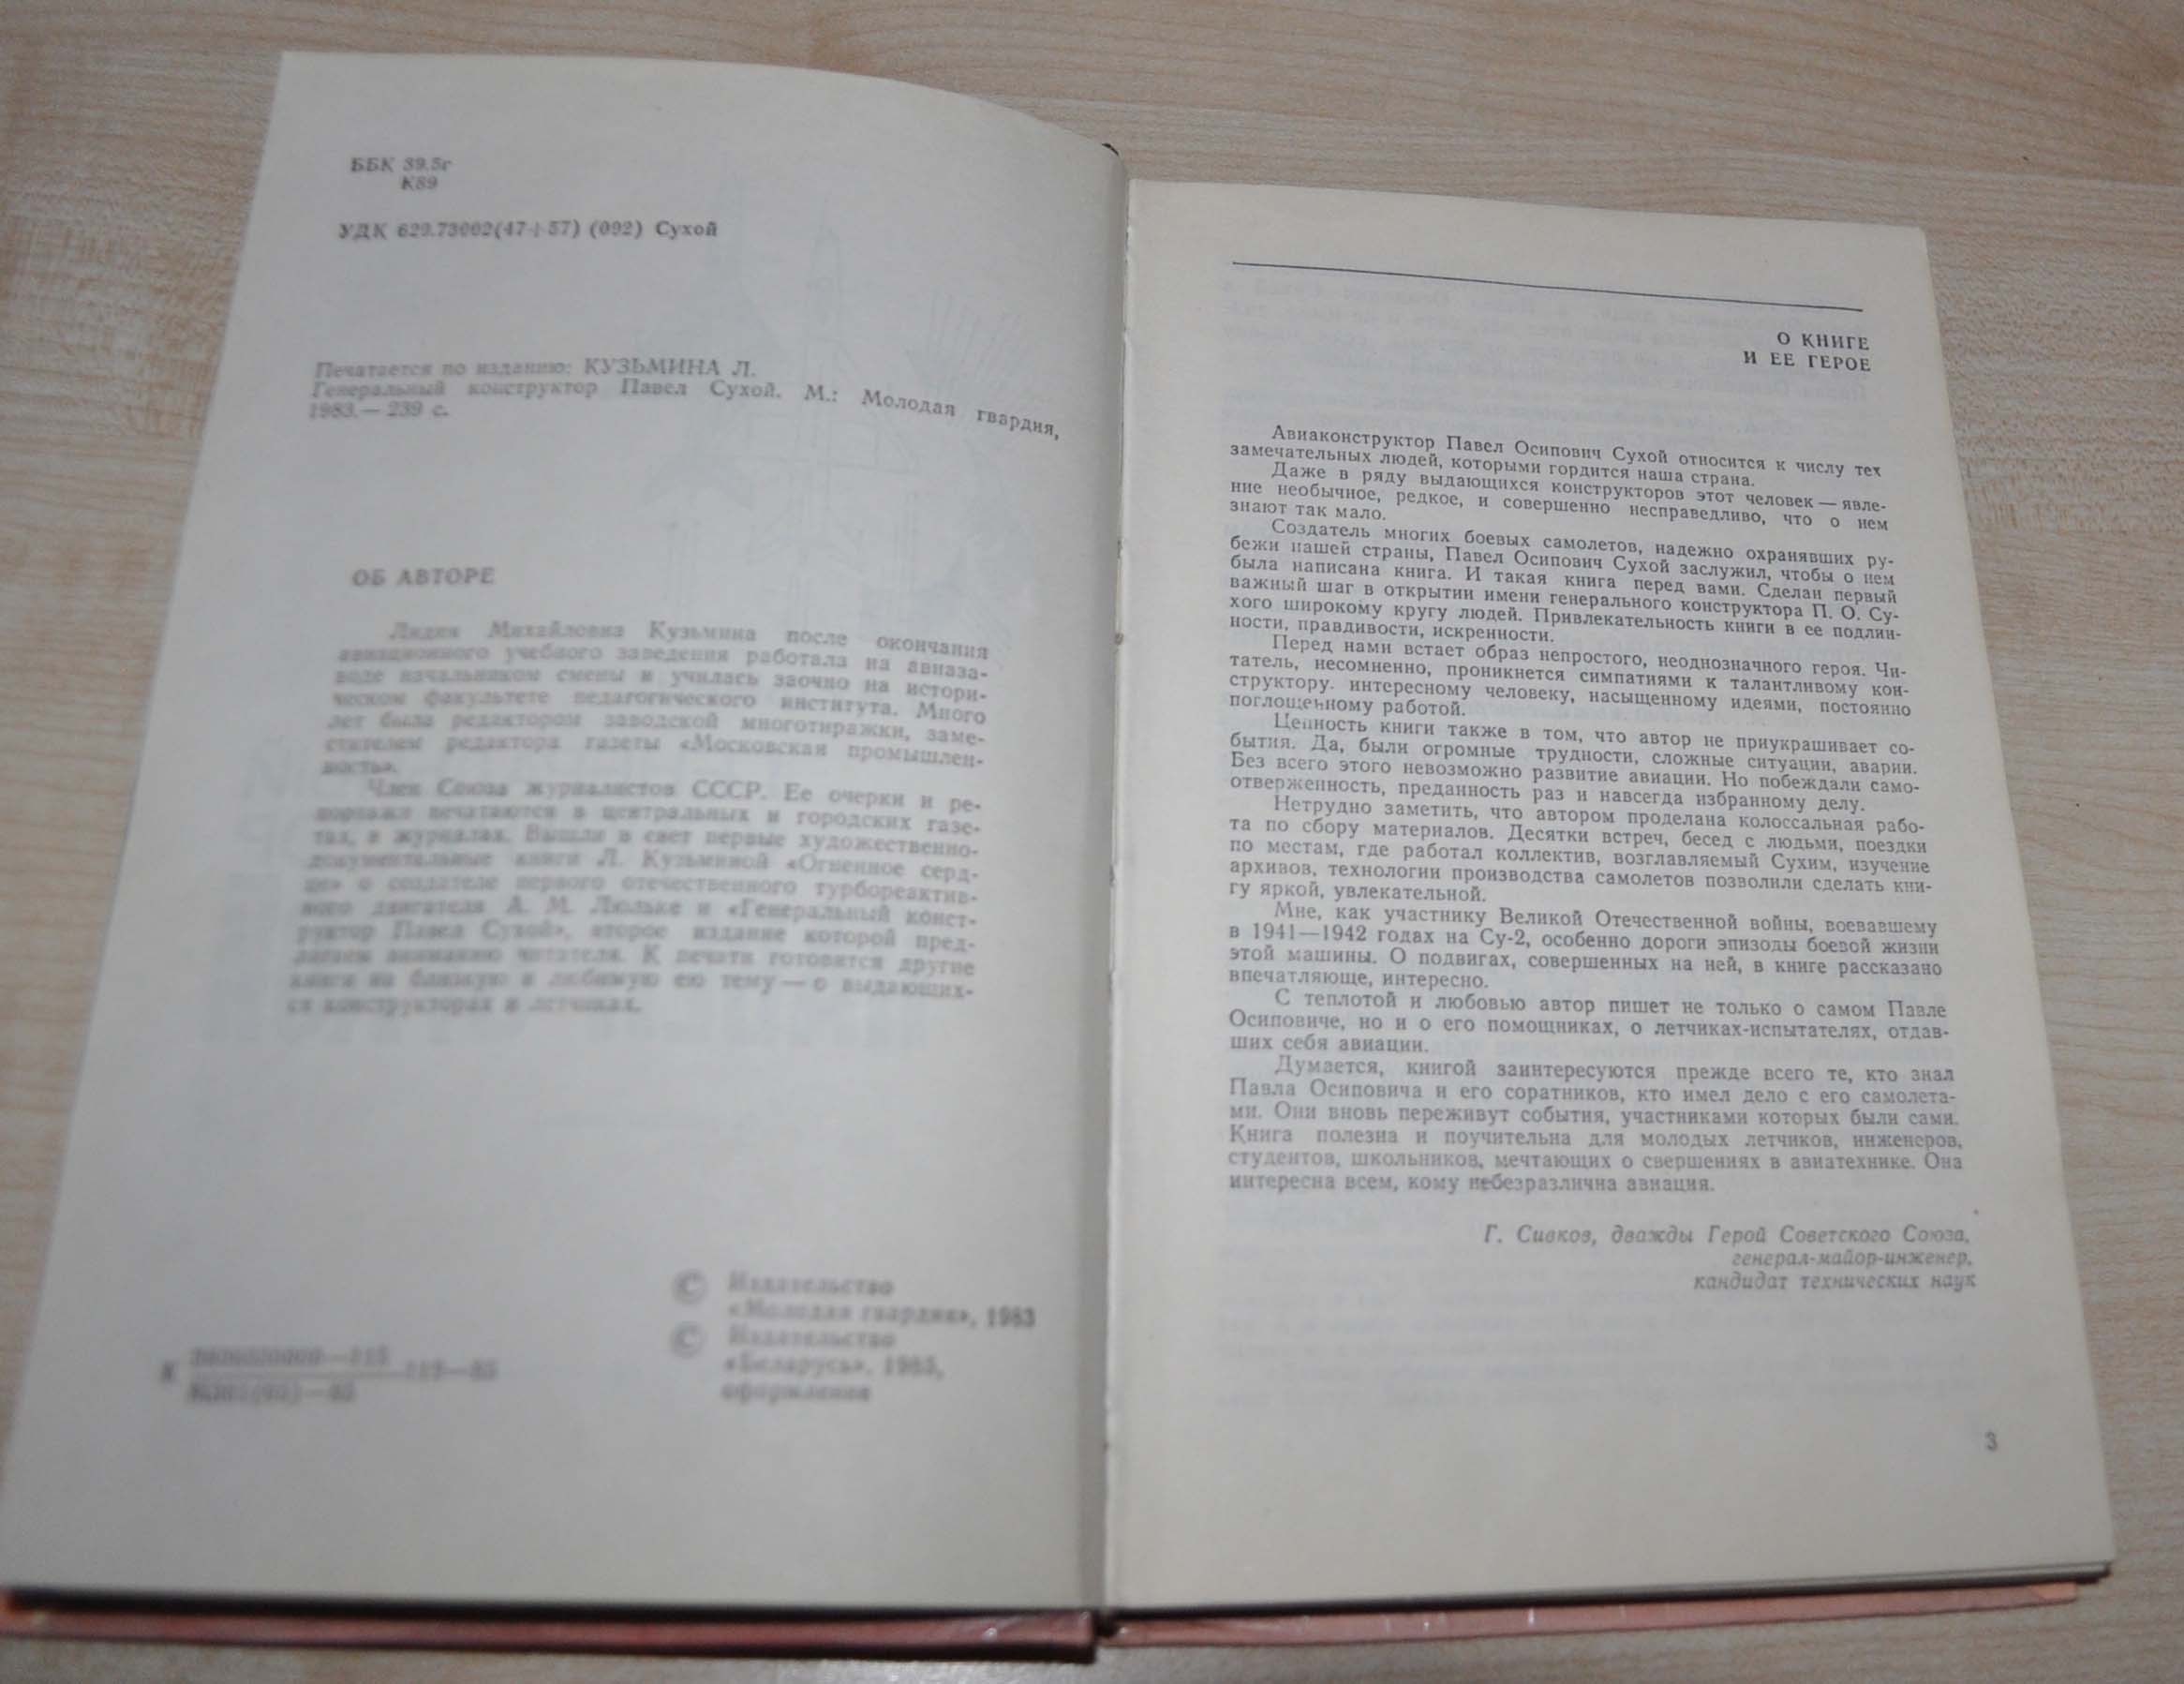 ББК 39.5г
К89
УДК 629.73002(47+57) (092) Сухой
Печатается по изданию: КУЗЬМИНА Л.
Генеральный конструктор Павел Сухой. М.: Молодая гвардия,
1983.— 239 с.
ОБ АВТОРЕ
Лидия Михайловна Кузьмина после окончания
авиационного учебного заведения работала на авиаза-
воде начальником смены и училась заочно на истори-
ческом факультете педагогического института. Много
лет была редактором заводской многотиражки, заме-
стителем редактора газеты «Московская промышлен-
ность».
Член Союза журналистов СССР. Ее очерки и ре-
портажи печатаются в центральных и городских газе-
тах, в журналах. Вышли в свет первые художественно-
документальные книги Л. Кузьминой «Огненное серд-
це» о создателе первого отечественного турбореактив-
ного двигателя А. М. Люльке и «Генеральный конст-
руктор Павел Сухой», второе издание которой пред-
лагаем вниманию читателя. К печати готовятся другие
книги на близкую и любимую ею тему — о выдающих-
ся конструкторах и летчиках.
© Издательство
«Молодая гвардия», 1983
© Издательство
«Беларусь», 1985,
оформление
К
О КНИГЕ
И ЕЕ ГЕРОЕ
Авиаконструктор Павел Осипович Сухой относится к числу тех
замечательных людей, которыми гордится наша страна.
Даже в ряду выдающихся конструкторов этот человек — явле-
ние необычное, редкое, и совершенно несправедливо, что о нем
знают так мало.
Создатель многих боевых самолетов, надежно охранявших ру-
бежи нашей страны, Павел Осипович Сухой заслужил, чтобы о нем
была написана книга. И такая книга перед вами. Сделан первый
важный шаг в открытии имени генерального конструктора П. О. Су-
хого широкому кругу людей. Привлекательность книги в ее подлин-
ности, правдивости, искренности.
Перед нами встает образ непростого, неоднозначного героя. Чи-
татель, несомненно, проникнется симпатиями к талантливому кон-
структору. интересному человеку, насыщенному идеями, постоянно
поглощенному работой.
Ценность книги также в том, что автор не приукрашивает со-
бытия. Да, были огромные трудности, сложные ситуации, аварии.
Без всего этого невозможно развитие авиации. Но побеждали само-
отверженность, преданность раз и навсегда избранному делу.
Нетрудно заметить, что автором проделана колоссальная рабо-
та по сбору материалов. Десятки встреч, бесед с людьми, поездки
по местам, где работал коллектив, возглавляемый Сухим, изучение
архивов, технологии производства самолетов позволили сделать кни-
гу яркой, увлекательной.
Мне, как участнику Великой Отечественной войны, воевавшему
в 1941—1942 годах на Су-2, особенно дороги эпизоды боевой жизни
этой машины. О подвигах, совершенных на ней, в книге рассказано
впечатляюще, интересно.
С теплотой и любовью автор пишет не только о самом Павле
Осиповиче, но и о его помощниках, о летчиках-испытателях, отдав-
ших себя авиации.
Думается, книгой заинтересуются прежде всего те, кто знал
Павла Осиповича и его соратников, кто имел дело с его самолета-
ми. Они вновь переживут события, участниками которых были сами.
Книга полезна и поучительна для молодых летчиков, инженеров,
студентов, школьников, мечтающих о свершениях в авиатехнике. Она
интересна всем, кому небезразлична авиация.
Г. Сивков, дважды Герой Советского Союза,
генерал-майор-инженер,
кандидат технических наук
3